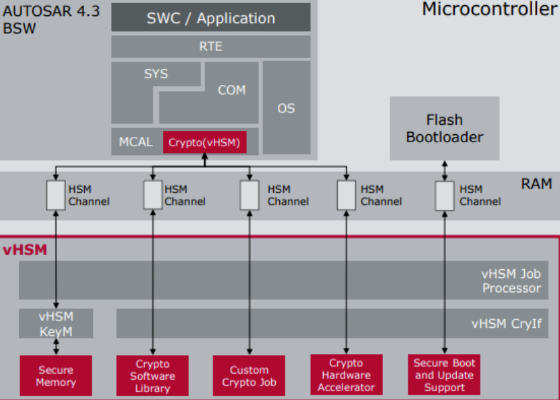 AUTOSAR 4.3
BSW
SWC / Application
Microcontroller
RTE
SYS
COM
OS
MCAL
Crypto(vHSM)
Flash
Bootloader
HSM
Channel
HSM
Channel
HSM
Channel
HSM
Channel
HSM
Channel
RAM
vHSM
vHSM Job
Processor
vHSM
KeyM
vHSM CryIf
Secure
Memory
Crypto
Software
Library
Custom
Crypto Job
Crypto
Hardware
Accelerator
Secure Boot
and Update
Support